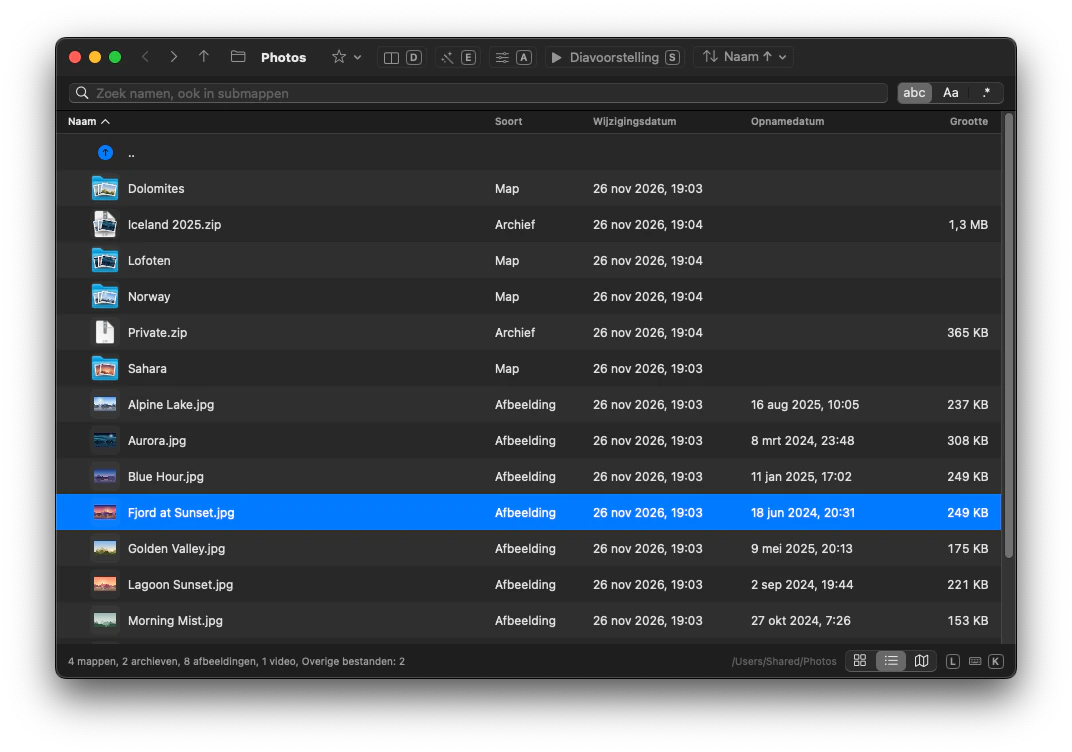 Photos D E A Diavoorstelling S Naam
Zoek namen, ook in submappen abc Aa .*
Naam Soort Wijzigingsdatum Opnamedatum Grootte
..
Dolomites Map 26 nov 2026, 19:03
Iceland 2025.zip Archief 26 nov 2026, 19:04 1,3 MB
Lofoten Map 26 nov 2026, 19:04
Norway Map 26 nov 2026, 19:04
Private.zip Archief 26 nov 2026, 19:04 365 KB
Sahara Map 26 nov 2026, 19:03
Alpine Lake.jpg Afbeelding 26 nov 2026, 19:03 16 aug 2025, 10:05 237 KB
Aurora.jpg Afbeelding 26 nov 2026, 19:03 8 mrt 2024, 23:48 308 KB
Blue Hour.jpg Afbeelding 26 nov 2026, 19:03 11 jan 2025, 17:02 249 KB
Fjord at Sunset.jpg Afbeelding 26 nov 2026, 19:03 18 jun 2024, 20:31 249 KB
Golden Valley.jpg Afbeelding 26 nov 2026, 19:03 9 mei 2025, 20:13 175 KB
Lagoon Sunset.jpg Afbeelding 26 nov 2026, 19:03 2 sep 2024, 19:44 221 KB
Morning Mist.jpg Afbeelding 26 nov 2026, 19:03 27 okt 2024, 7:26 153 KB
4 mappen, 2 archieven, 8 afbeeldingen, 1 video, Overige bestanden: 2 /Users/Shared/Photos L K